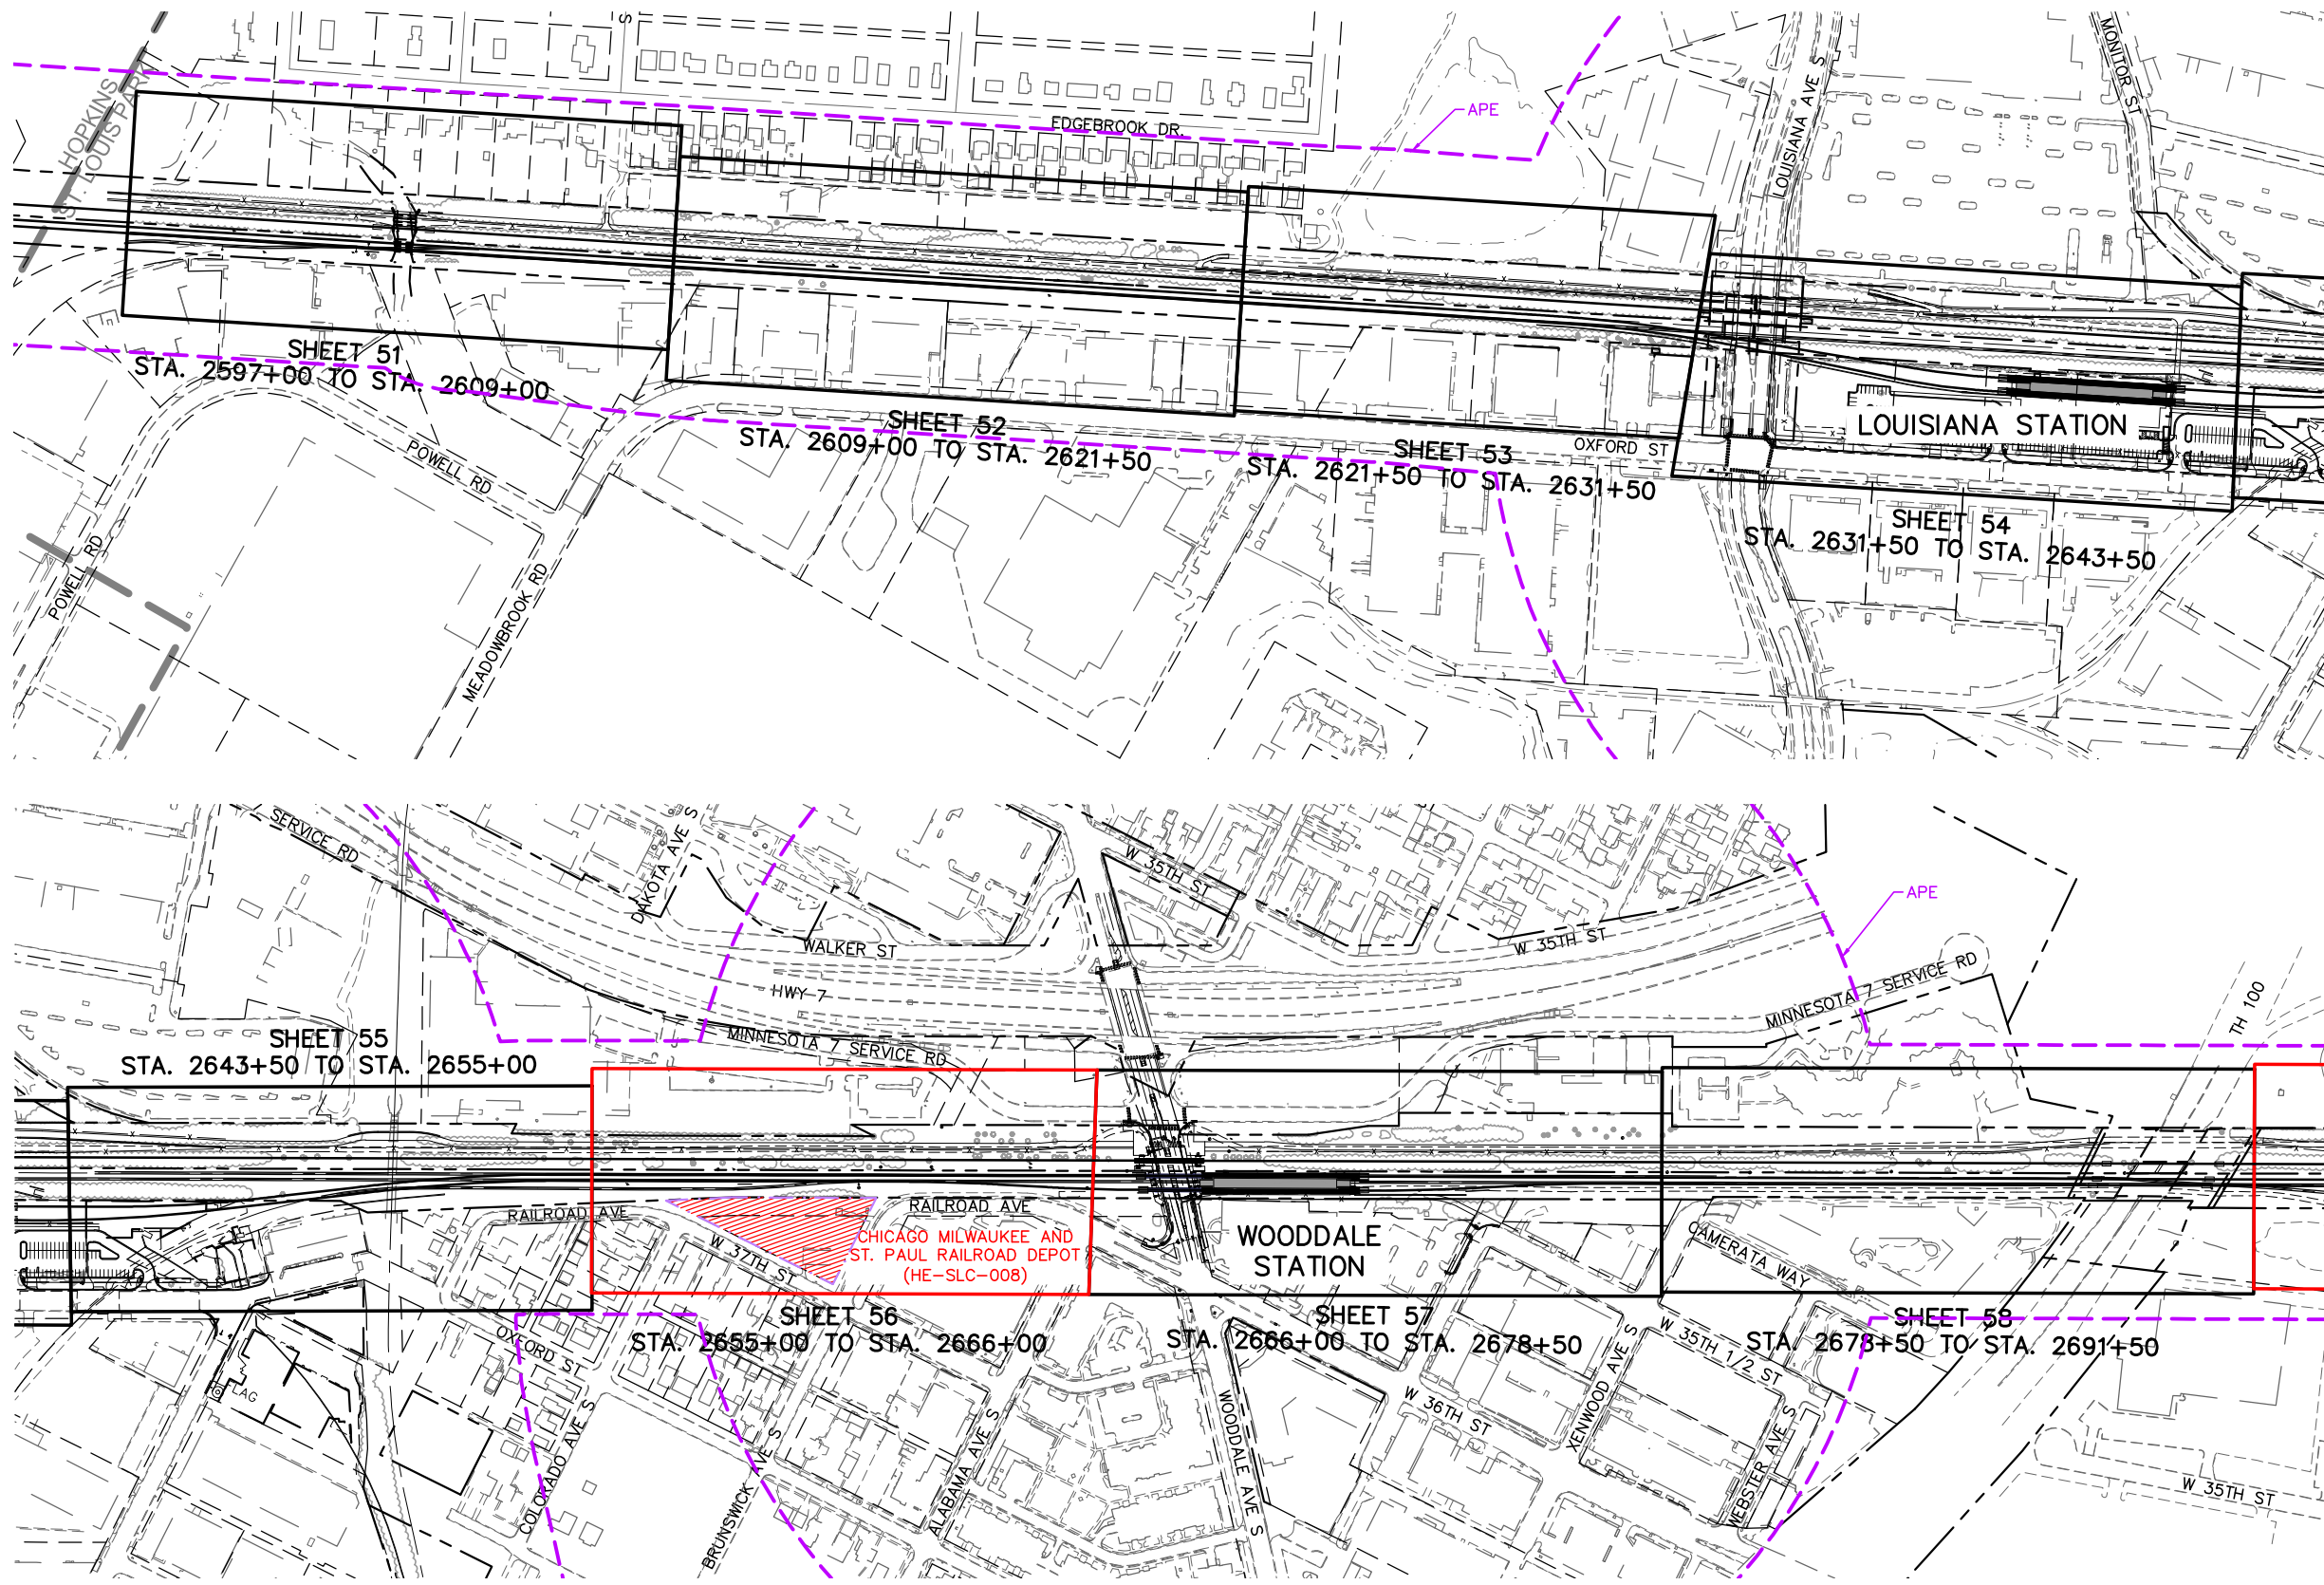 S
HOPKINS
ST. LOUIS PARK
EDGEBROOK DR.
APE
LOUISIANA AVE S
MONITOR ST
SHEET 51
STA. 2597+00 TO STA. 2609+00
SHEET 52
STA. 2609+00 TO STA. 2621+50
SHEET 53
STA. 2621+50 TO STA. 2631+50
OXFORD ST
LOUISIANA STATION
SHEET 54
STA. 2631+50 TO STA. 2643+50
POWELL RD
POWELL RD
MEADOWBROOK RD
SERVICE RD
DAKOTA AVE S
W 35TH ST
WALKER ST
W 35TH ST
APE
HWY 7
MINNESOTA 7 SERVICE RD
MINNESOTA 7 SERVICE RD
TH 100
SHEET 55
STA. 2643+50 TO STA. 2655+00
RAILROAD AVE
RAILROAD AVE
W 37TH ST
CHICAGO MILWAUKEE AND
ST. PAUL RAILROAD DEPOT
(HE-SLC-008)
WOODDALE
STATION
CAMERATA WAY
SHEET 56
STA. 2655+00 TO STA. 2666+00
SHEET 57
STA. 2666+00 TO STA. 2678+50
SHEET 58
STA. 2678+50 TO STA. 2691+50
OXFORD ST
W 35TH 1/2 ST
W 36TH ST
FLAG
COLORADO AVE S
BRUNSWICK AVE S
ALABAMA AVE S
WOODDALE AVE S
XENWOOD AVE S
WEBSTER AVE S
W 35TH ST